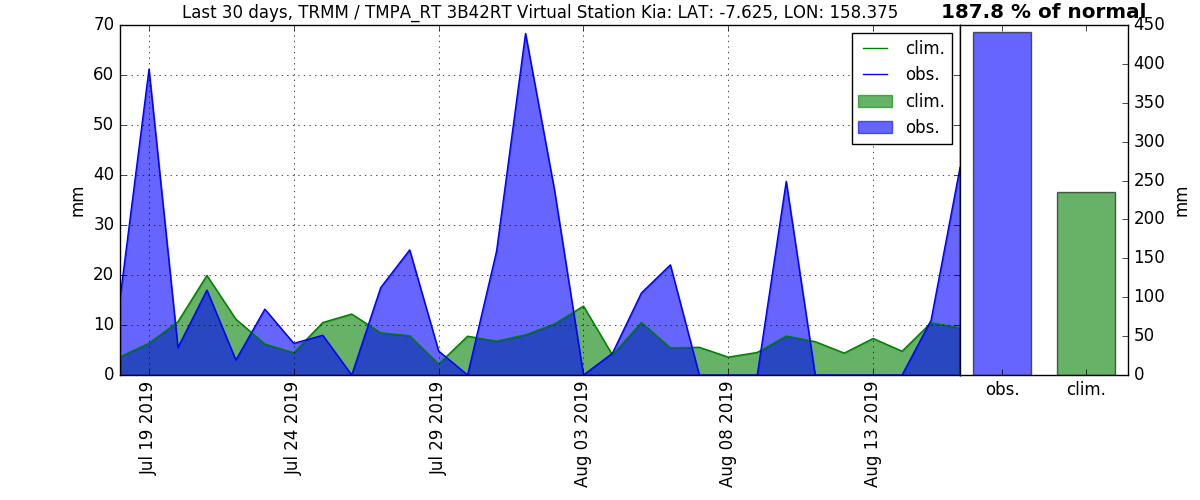 Last 30 days, TRMM / TMPA_RT 3B42RT Virtual Station Kia: LAT: -7.625, LON: 158.375
187.8 % of normal
70
60
50
40
30
20
10
0
mm
clim.
obs.
clim.
obs.
Jul 19 2019
Jul 24 2019
Jul 29 2019
Aug 03 2019
Aug 08 2019
Aug 13 2019
450
400
350
300
250
200
150
100
50
0
mm
obs.
clim.